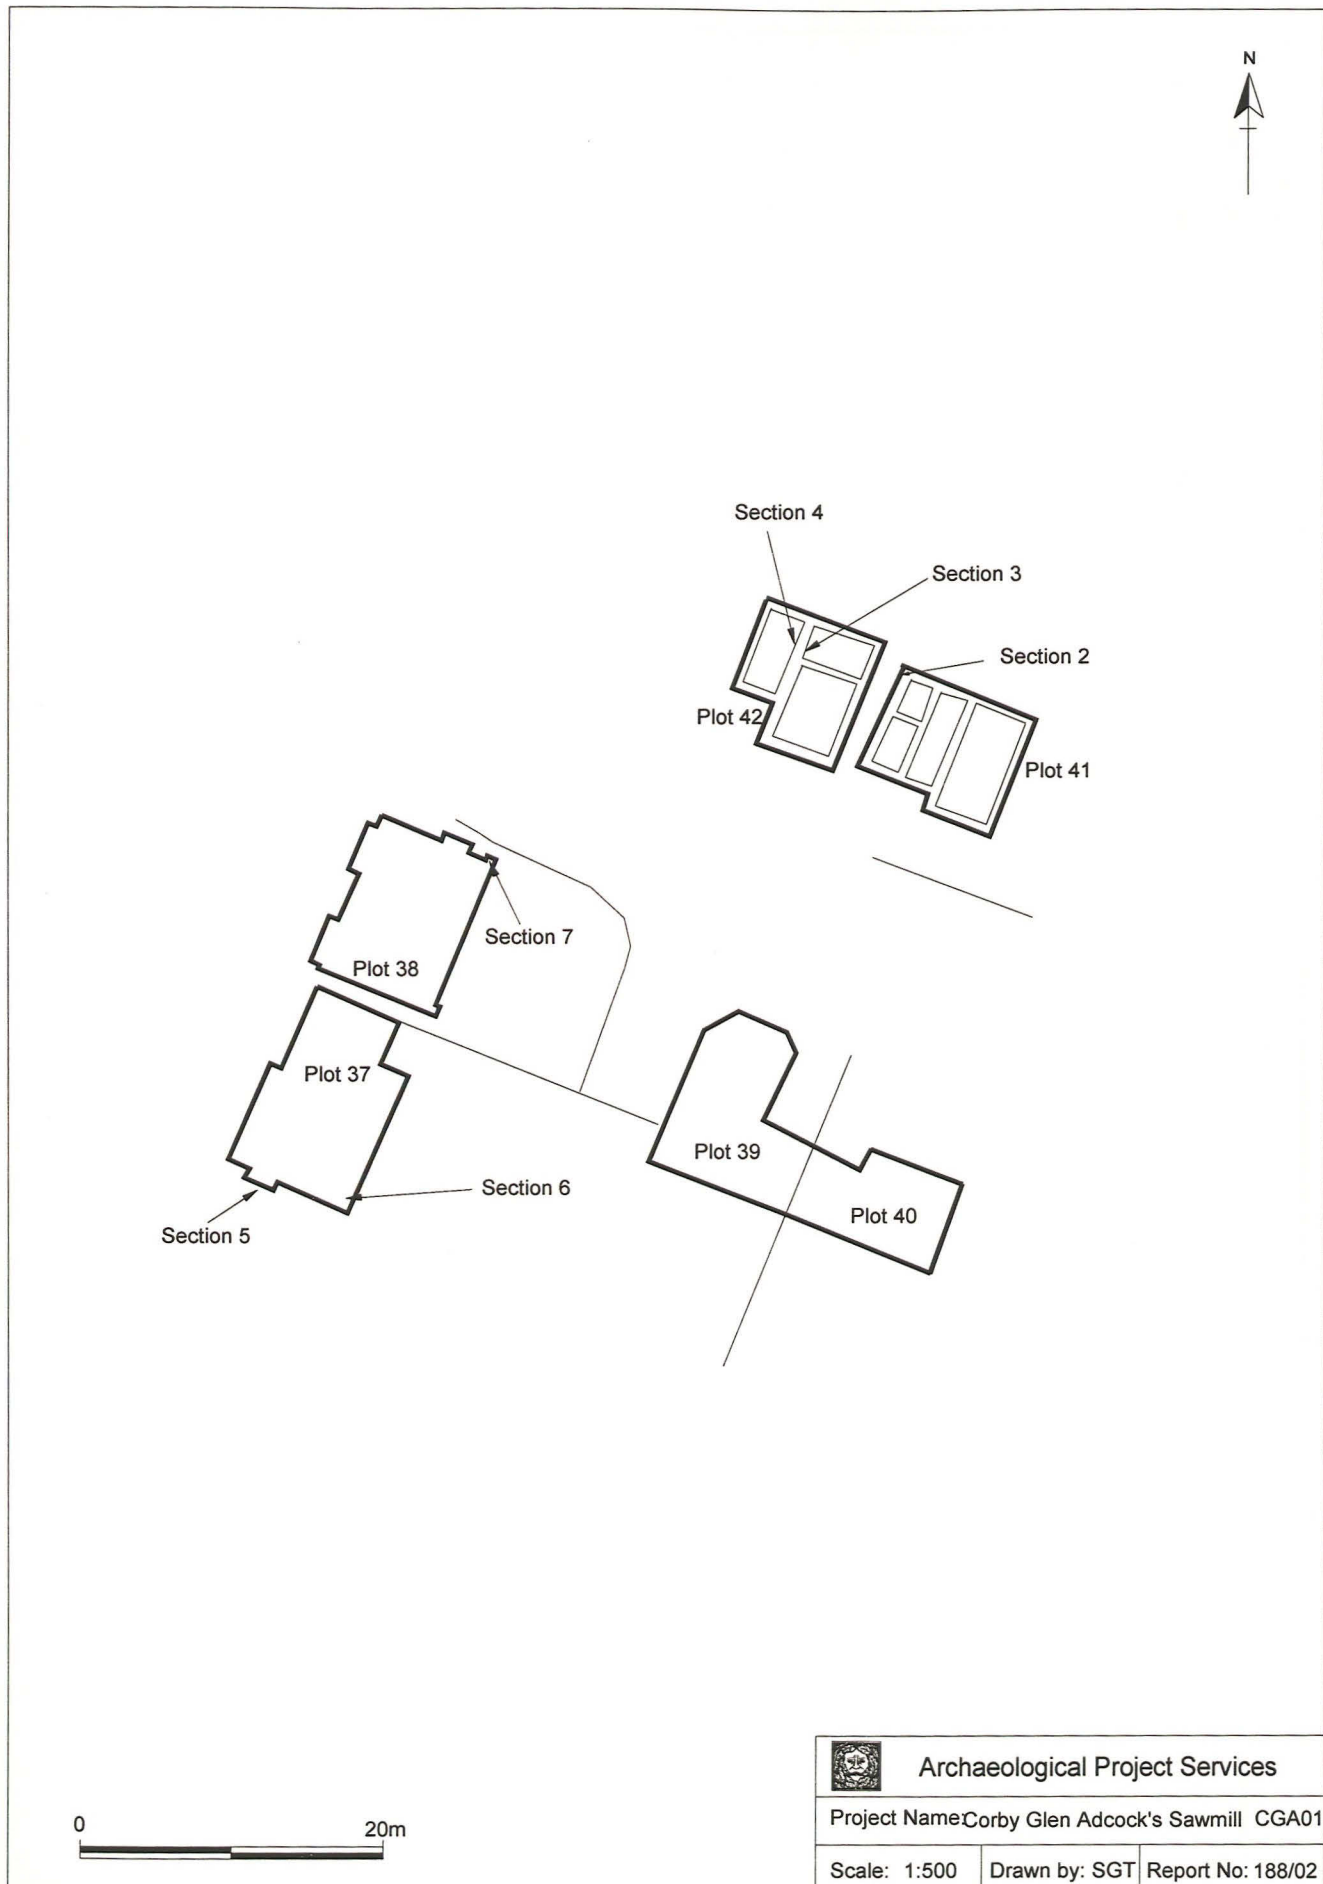 N
Section 4
Section 3
Section 2
Plot 42
Plot 41
Section 7
Plot 38
Plot 37
Plot 39
Section 6
Plot 40
Section 5
0 20m
Archaeological Project Services
Project Name:Corby Glen Adcock's Sawmill CGA01
Scale: 1:500 Drawn by: SGT Report No: 188/02